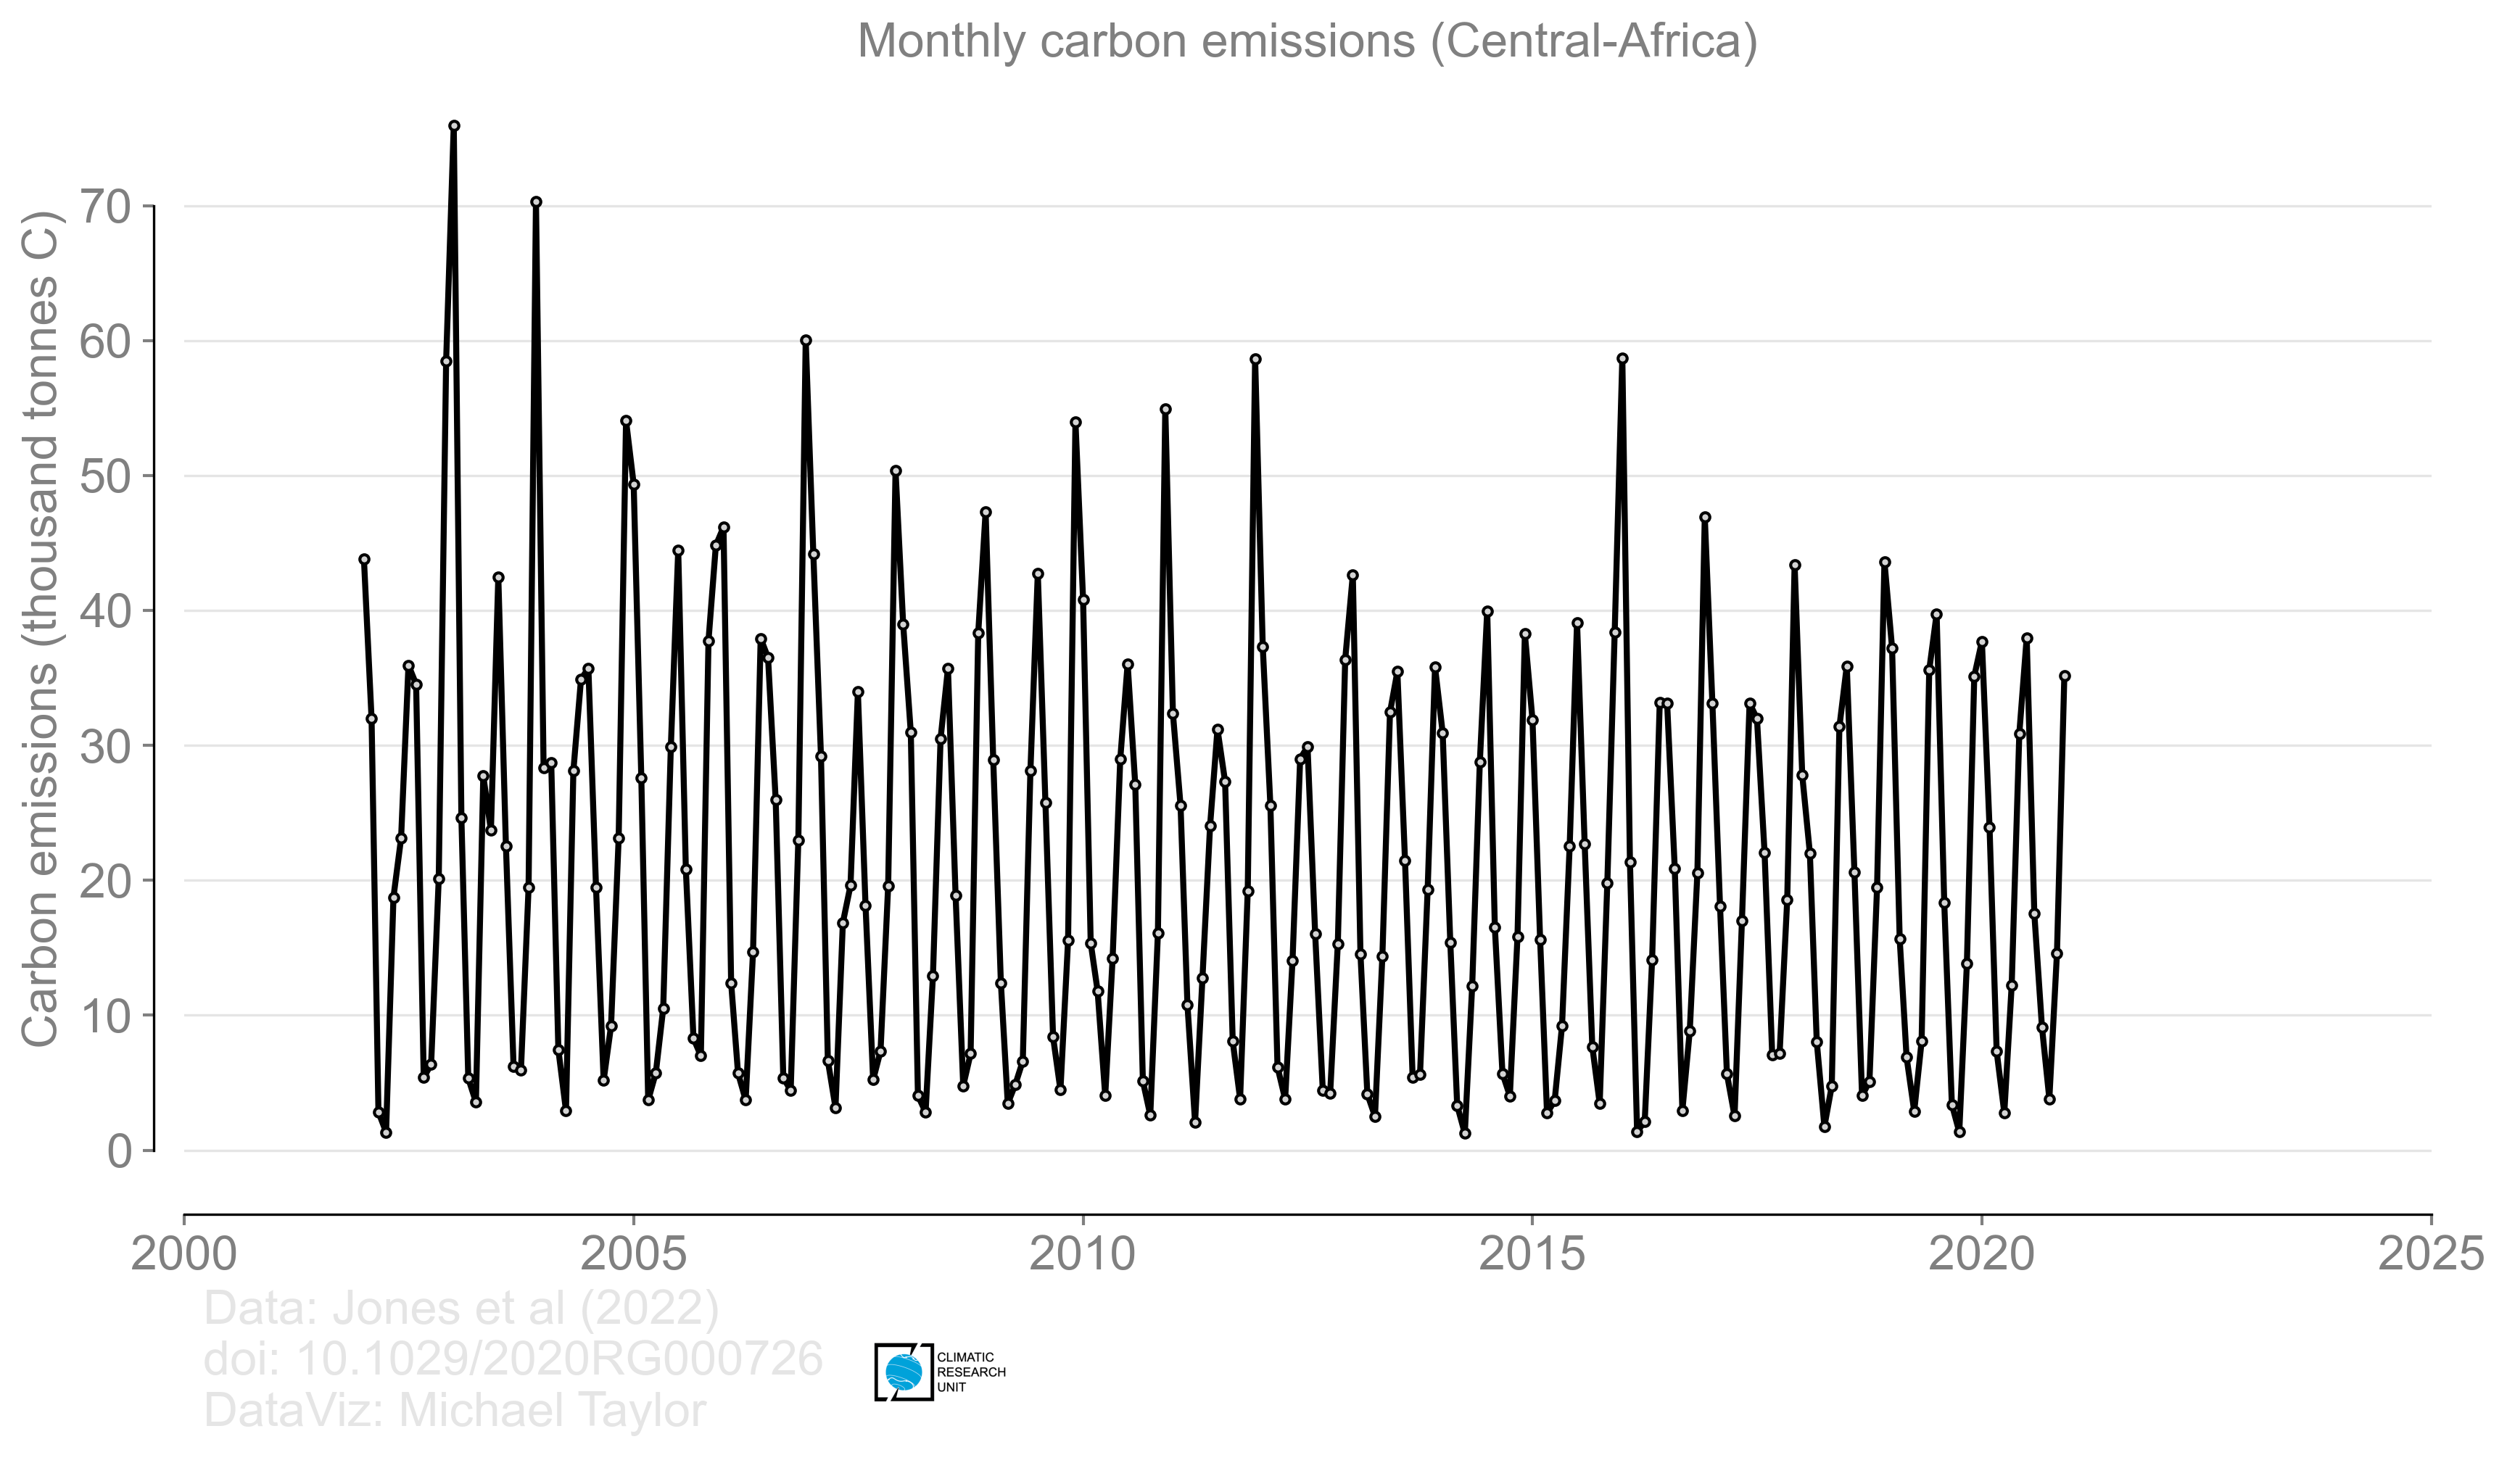 Monthly carbon emissions (Central-Africa)
Carbon emissions (thousand tonnes C)
70
60
50
40
30
20
10
0
2000
2005
2010
2015
2020
2025
Data: Jones et al (2022)
doi: 10.1029/2020RG000726
DataViz: Michael Taylor
CLIMATIC
RESEARCH
UNIT